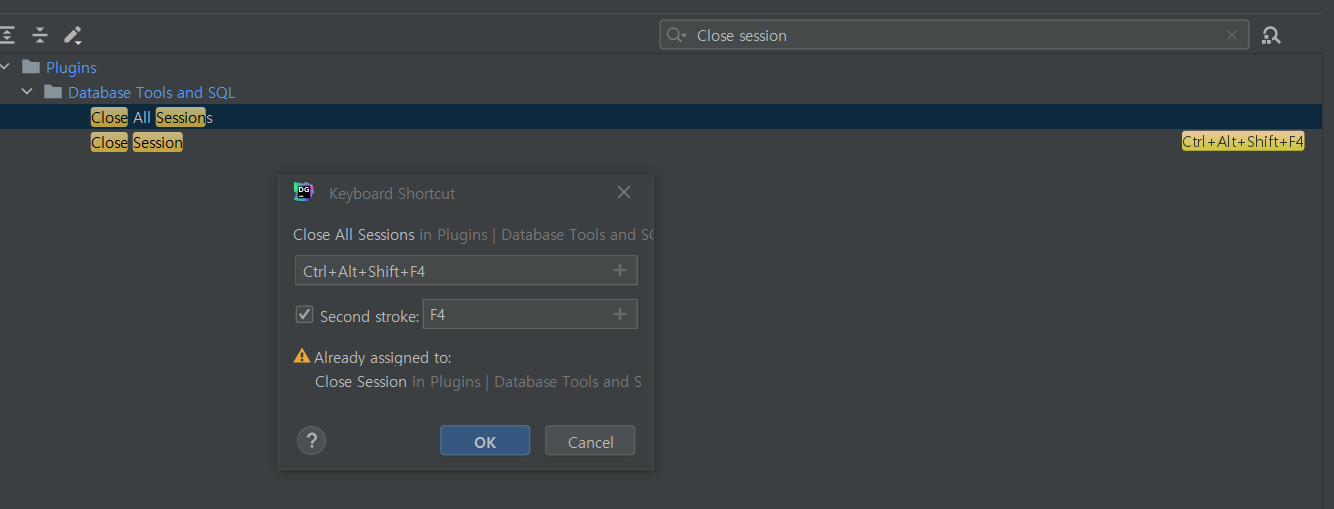 Close session
Plugins
Database Tools and SQL
Close All Sessions
Close Session Ctrl+Alt+Shift+F4
DG
Keyboard Shortcut
Close All Sessions in Plugins | Database Tools and SQ
Ctrl+Alt+Shift+F4
Second stroke: F4
Already assigned to:
Close Session in Plugins | Database Tools and S
? OK Cancel